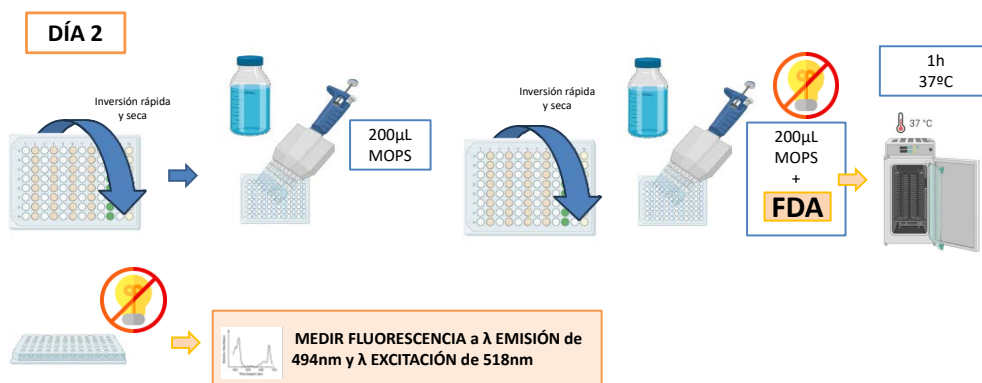 DÍA 2
Inversión rápida
y seca
200µL
MOPS
Inversión rápida
y seca
200µL
MOPS
+
FDA
1h
37ºC
37 °C
MEDIR FLUORESCENCIA a λ EMISIÓN de
494nm y λ EXCITACIÓN de 518nm